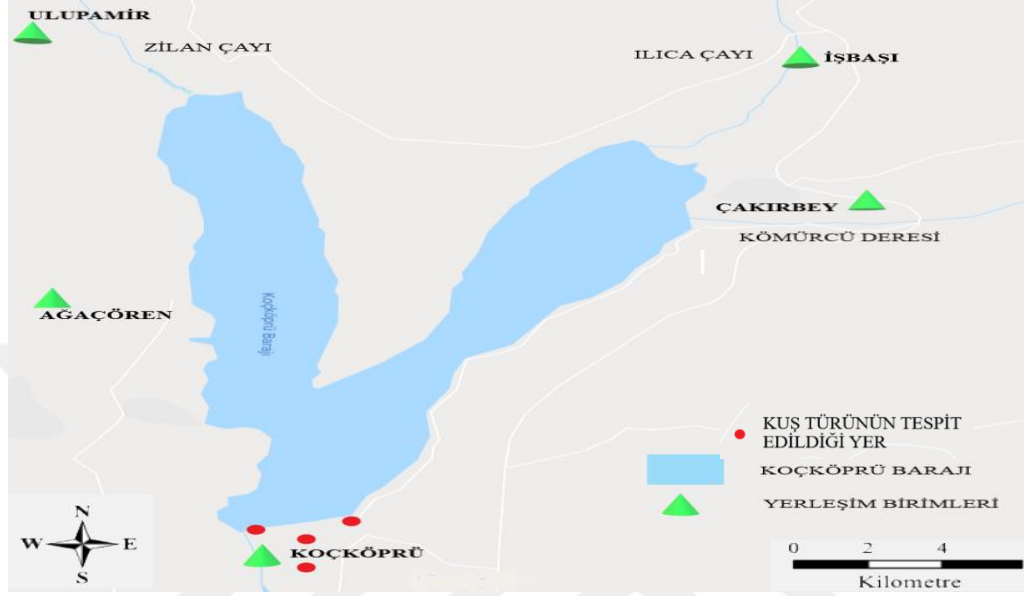 ULUPAMİR
ZİLAN ÇAYI
ILICA ÇAYI
İŞBAŞI
ÇAKIRBEY
KÖMÜRCÜ DERESİ
AĞAÇÖREN
Koçköprü
Barajı
KUŞ TÜRÜNÜN TESPİT
EDİLDİĞİ YER
KOÇKÖPRÜ BARAJI
YERLEŞİM BİRİMLERİ
N
W E
S
KOÇKÖPRÜ
0 2 4
Kilometre